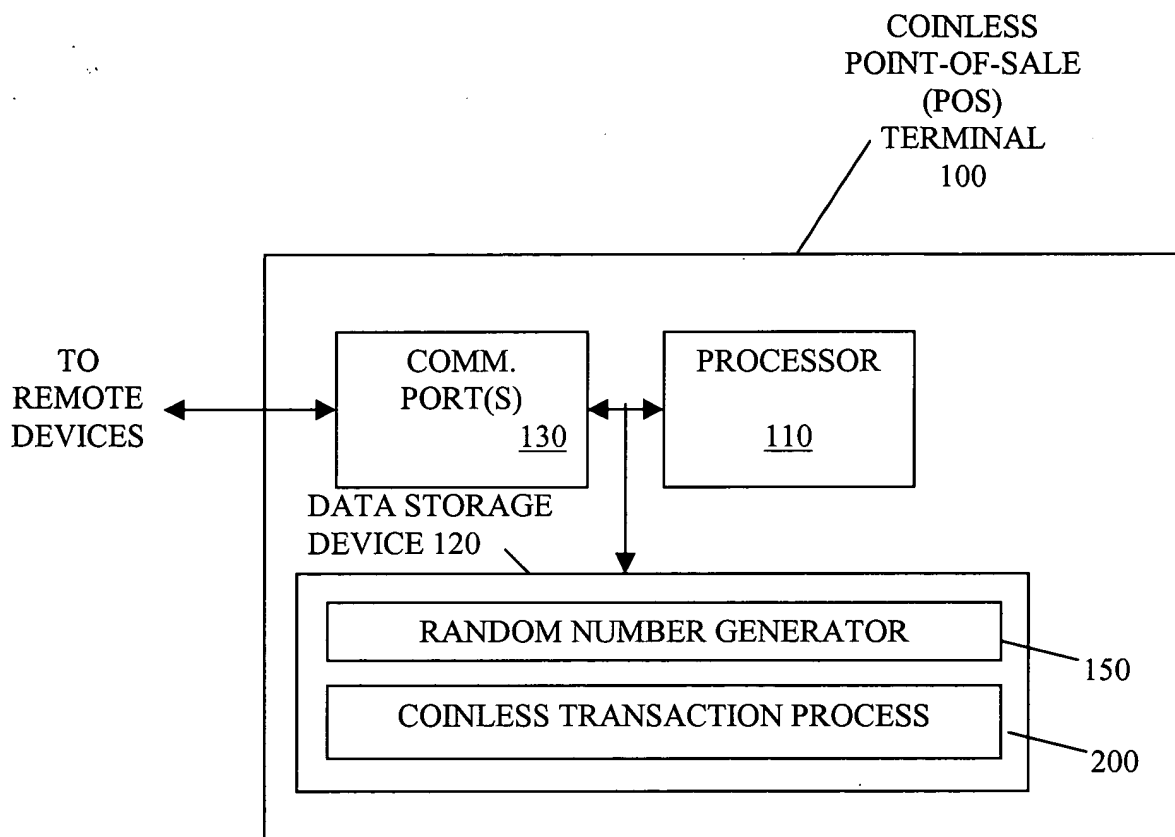 COINLESS
POINT-OF-SALE
(POS)
TERMINAL
100
TO
REMOTE
DEVICES
COMM.
PORT(S)
130
PROCESSOR
110
DATA STORAGE
DEVICE 120
RANDOM NUMBER GENERATOR
150
COINLESS TRANSACTION PROCESS
200